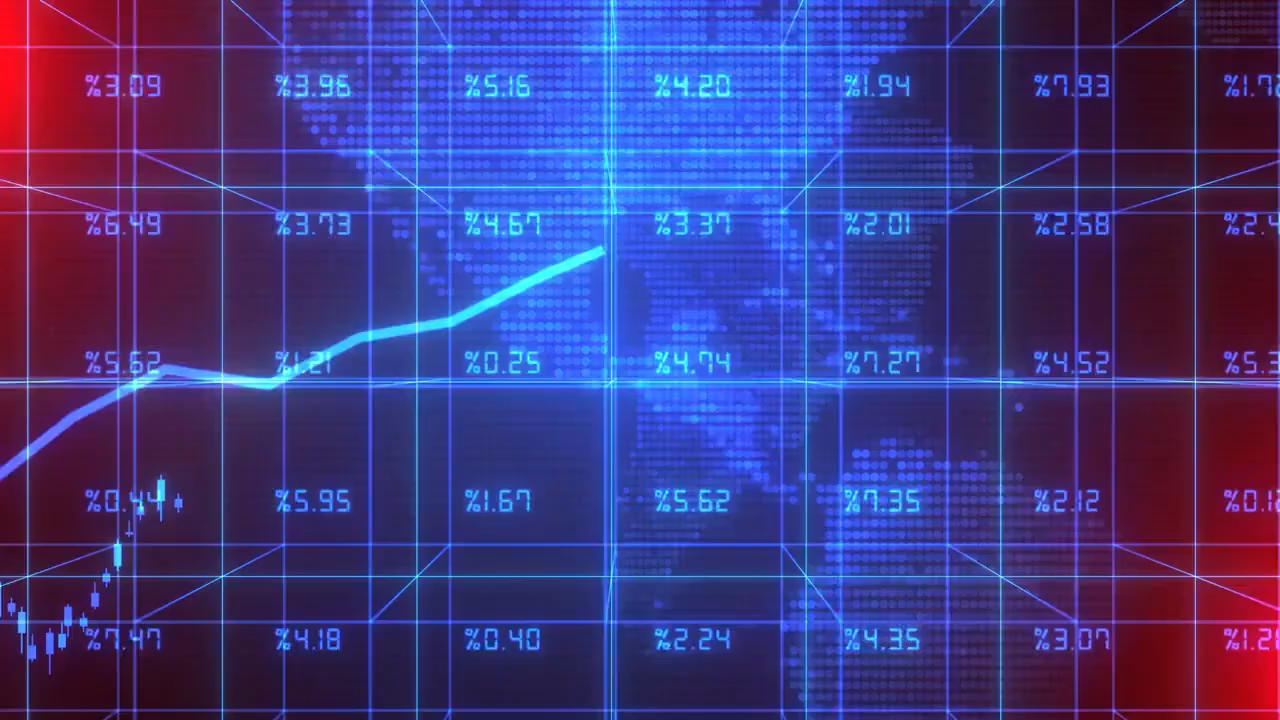 %3.09 %3.96 %5.16 %4.20 %1.94 %7.93
%6.49 %3.73 %4.67 %3.37 %2.01 %2.58
%5.62 %1.21 %0.25 %4.74 %7.27 %4.52
%0.44 %5.95 %1.67 %5.62 %7.35 %2.12
%7.47 %4.18 %0.40 %2.24 %4.35 %3.07